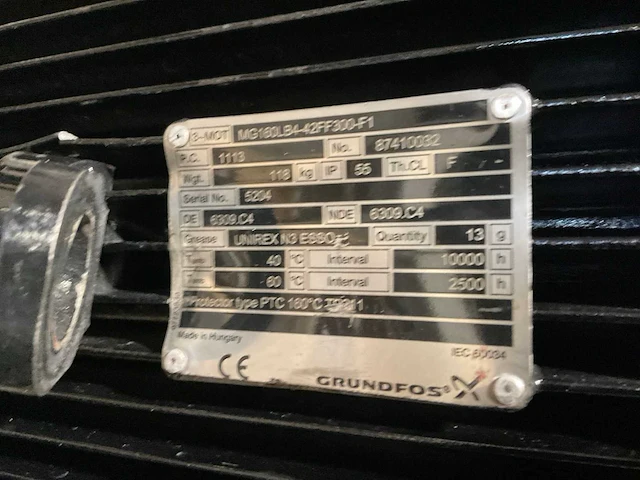 3-MOT MG160LB4-42FF300-F1
P.C. 1113 No. 87410032
Wgt. 118 kg IP 55 Th.CL F -
Serial No. 5204
DE 6309.C4 NDE 6309.C4
Grease UNIREX N3 ESSO Quantity 13 g
40 °C Interval 10000 h
60 °C Interval 2500 h
Protector type PTC 160°C
Made in Hungary IEC 60034
CE GRUNDFOS